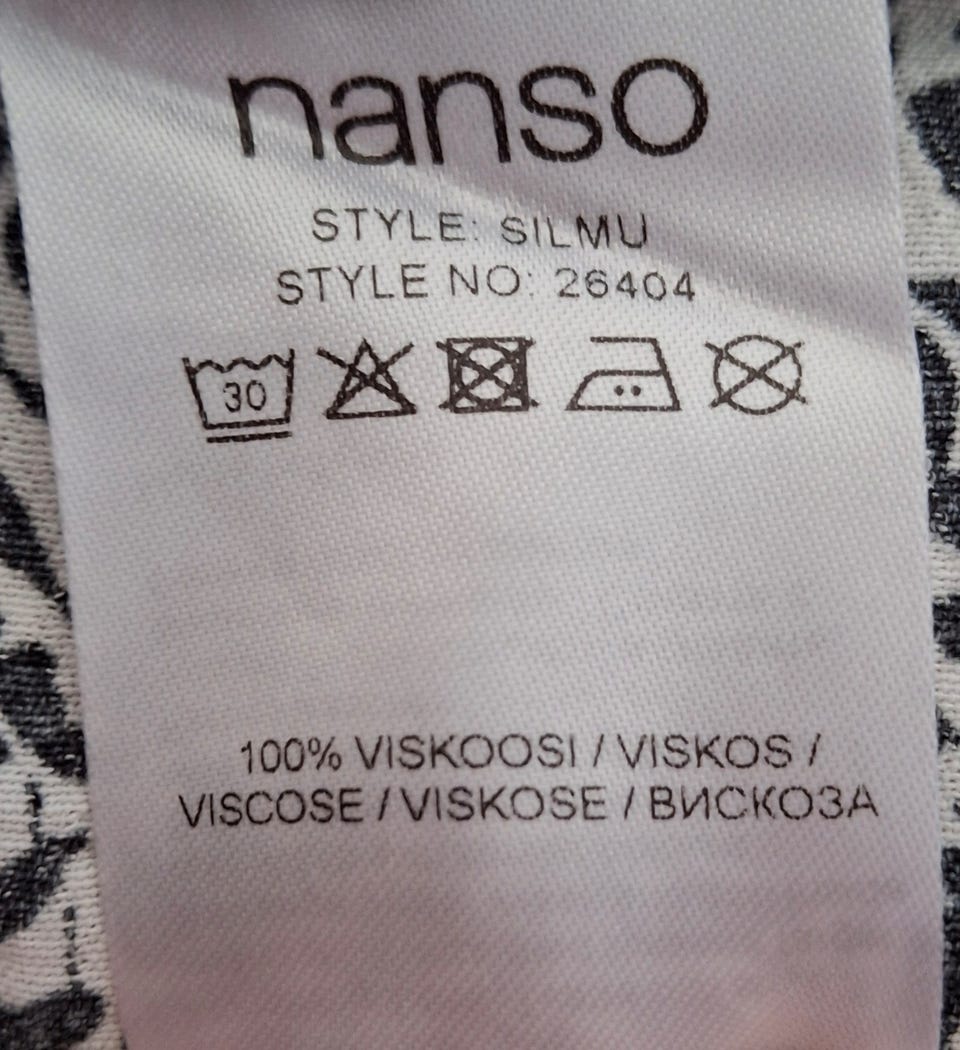 nanso
STYLE: SILMU
STYLE NO: 26404
30
100% VISKOOSI / VISKOS /
VISCOSE / VISKOSE / ВИСКОЗА